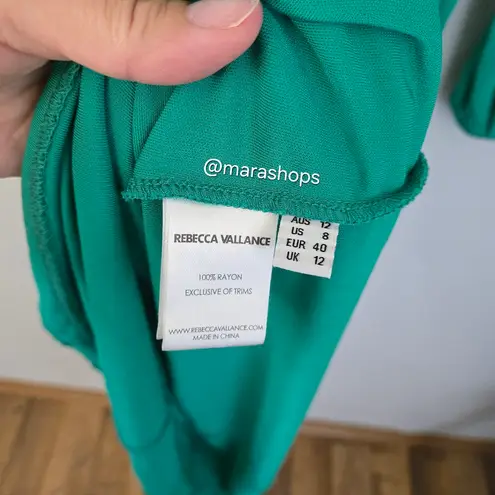 @marashops
REBECCA VALLANCE
100% RAYON
EXCLUSIVE OF TRIMS
WWW.REBECCAVALLANCE.COM
MADE IN CHINA
AUS 12
US 8
EUR 40
UK 12